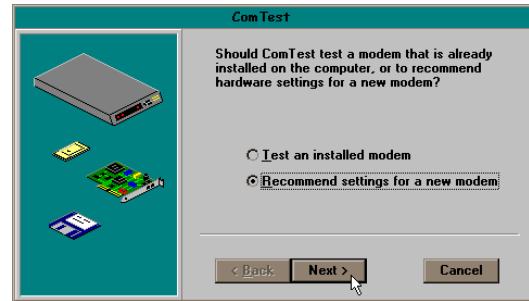 ComTest
Should ComTest test a modem that is already
installed on the computer, or to recommend
hardware settings for a new modem?
Test an installed modem
Recommend settings for a new modem
< Back
Next >
Cancel